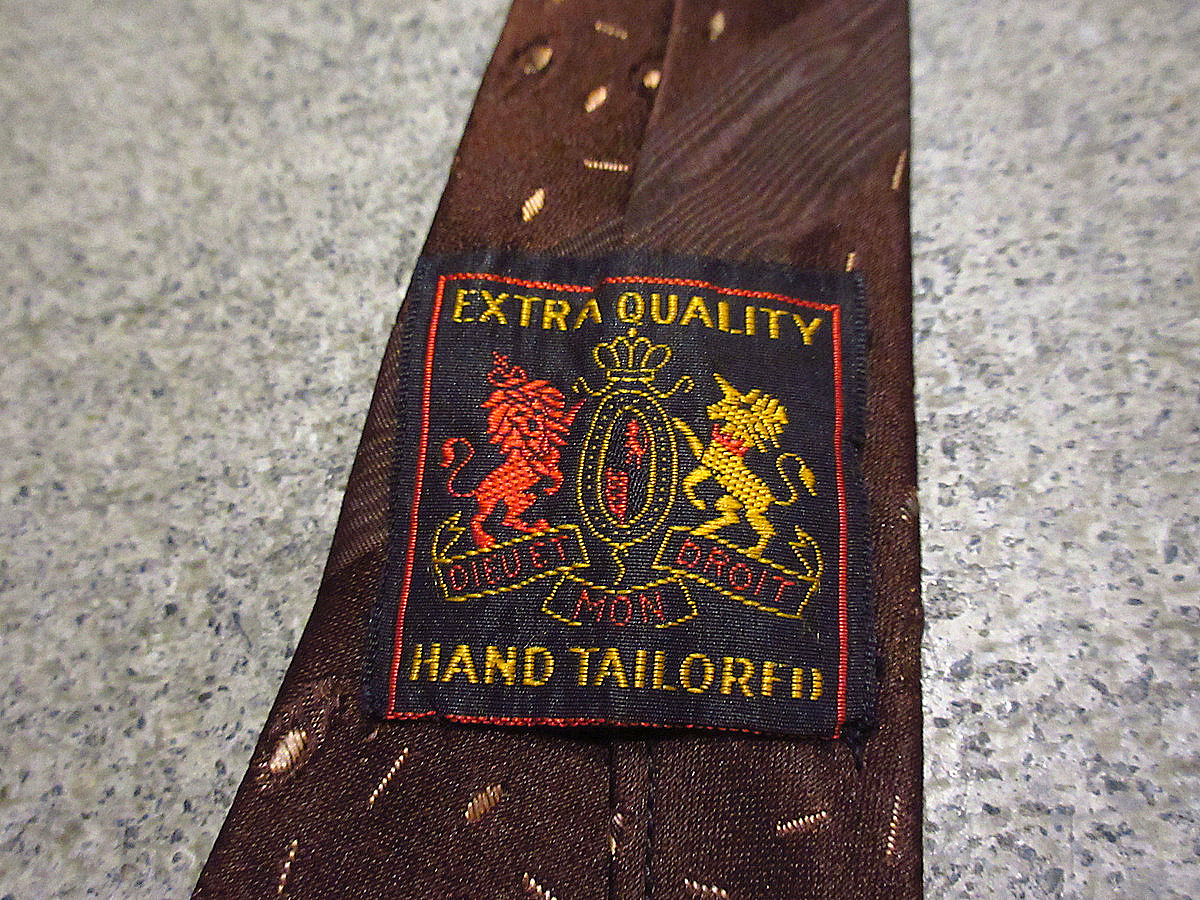 EXTRA QUALITY
DIEU ET
MON
DROIT
HAND TAILORED